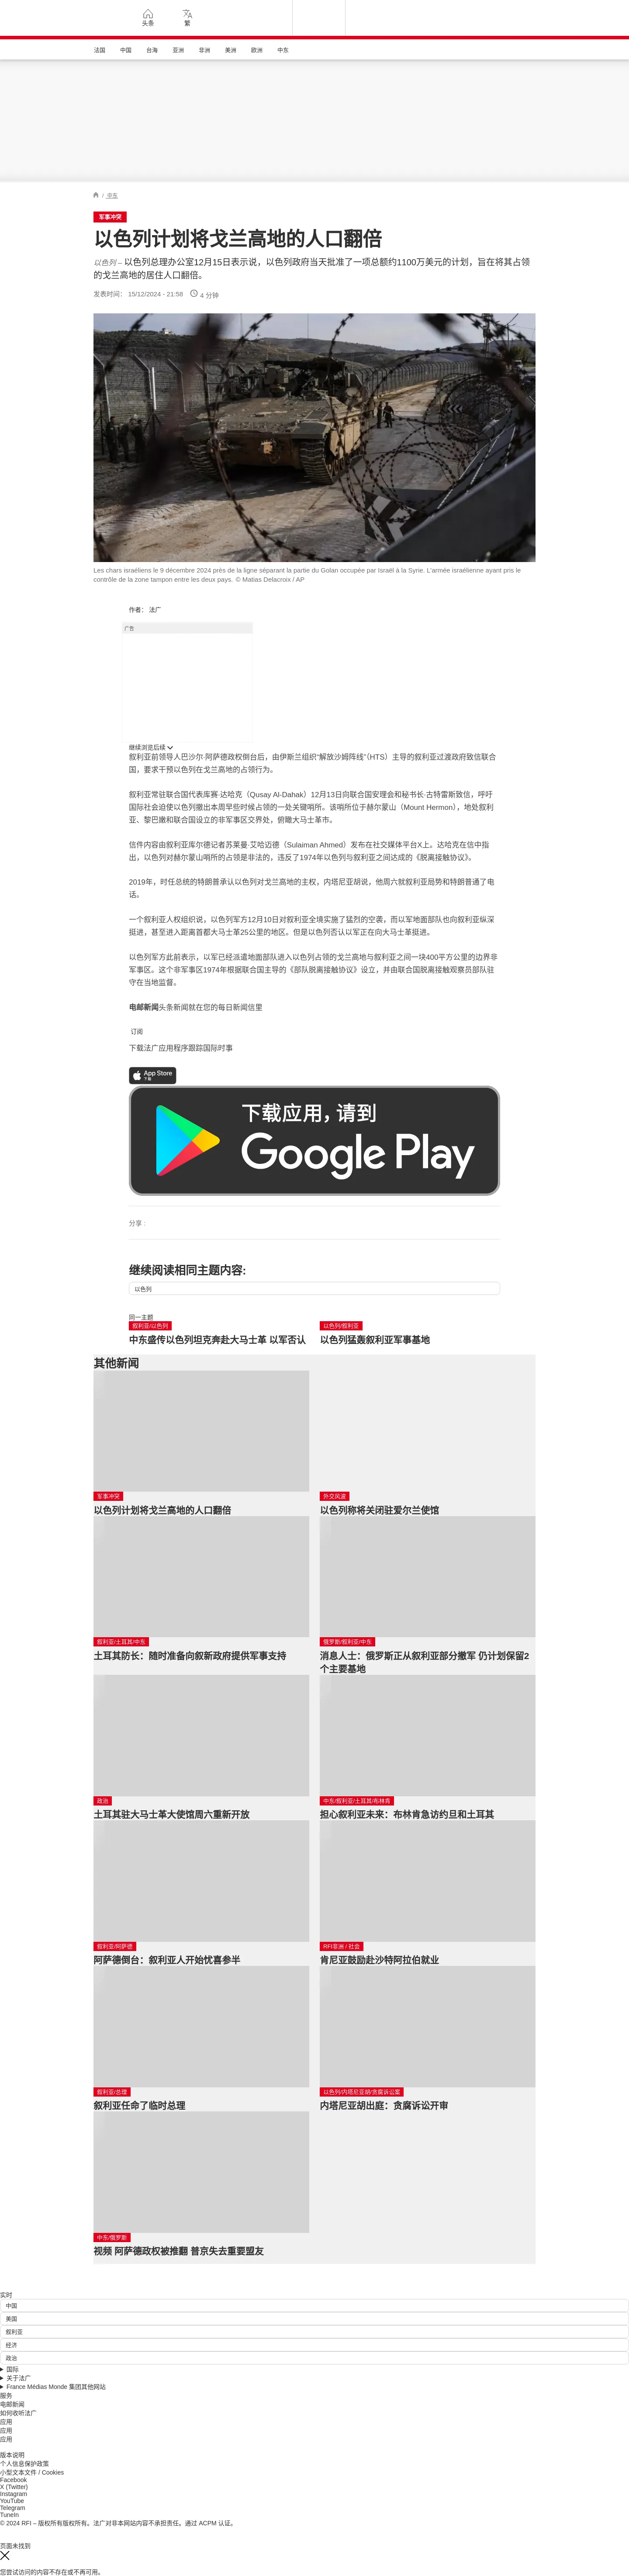 头条
繁
法国
中国
台海
亚洲
非洲
美洲
欧洲
中东
/ 中东
军事冲突
以色列计划将戈兰高地的人口翻倍
以色列 – 以色列总理办公室12月15日表示说，以色列政府当天批准了一项总额约1100万美元的计划，旨在将其占领
的戈兰高地的居住人口翻倍。
发表时间： 15/12/2024 - 21:58 4 分钟
Les chars israéliens le 9 décembre 2024 près de la ligne séparant la partie du Golan occupée par Israël à la Syrie. L'armée israélienne ayant pris le
contrôle de la zone tampon entre les deux pays. © Matias Delacroix / AP
作者： 法广
广告
继续浏览后续
叙利亚前领导人巴沙尔·阿萨德政权倒台后，由伊斯兰组织“解放沙姆阵线”（HTS）主导的叙利亚过渡政府致信联合
国，要求干预以色列在戈兰高地的占领行为。
叙利亚常驻联合国代表库赛·达哈克（Qusay Al-Dahak）12月13日向联合国安理会和秘书长·古特雷斯致信，呼吁
国际社会迫使以色列撤出本周早些时候占领的一处关键哨所。该哨所位于赫尔蒙山（Mount Hermon），地处叙利
亚、黎巴嫩和联合国设立的非军事区交界处，俯瞰大马士革市。
信件内容由叙利亚库尔德记者苏莱曼·艾哈迈德（Sulaiman Ahmed）发布在社交媒体平台X上。达哈克在信中指
出，以色列对赫尔蒙山哨所的占领是非法的，违反了1974年以色列与叙利亚之间达成的《脱离接触协议》。
2019年，时任总统的特朗普承认以色列对戈兰高地的主权，内塔尼亚胡说，他周六就叙利亚局势和特朗普通了电
话。
一个叙利亚人权组织说，以色列军方12月10日对叙利亚全境实施了猛烈的空袭，而以军地面部队也向叙利亚纵深
挺进，甚至进入距离首都大马士革25公里的地区。但是以色列否认以军正在向大马士革挺进。
以色列军方此前表示，以军已经派遣地面部队进入以色列占领的戈兰高地与叙利亚之间一块400平方公里的边界非
军事区。这个非军事区1974年根据联合国主导的《部队脱离接触协议》设立，并由联合国脱离接触观察员部队驻
守在当地监督。
电邮新闻头条新闻就在您的每日新闻信里
订阅
下载法广应用程序跟踪国际时事
App Store
下载
下载应用，请到
Google Play
分享 :
继续阅读相同主题内容:
以色列
同一主题
叙利亚/以色列
中东盛传以色列坦克奔赴大马士革 以军否认
以色列/叙利亚
以色列猛轰叙利亚军事基地
其他新闻
军事冲突
以色列计划将戈兰高地的人口翻倍
外交风波
以色列称将关闭驻爱尔兰使馆
叙利亚/土耳其/中东
土耳其防长：随时准备向叙新政府提供军事支持
俄罗斯/叙利亚/中东
消息人士：俄罗斯正从叙利亚部分撤军 仍计划保留2
个主要基地
政治
土耳其驻大马士革大使馆周六重新开放
中东/叙利亚/土耳其/布林肯
担心叙利亚未来：布林肯急访约旦和土耳其
叙利亚/阿萨德
阿萨德倒台：叙利亚人开始忧喜参半
RFI非洲 / 社会
肯尼亚鼓励赴沙特阿拉伯就业
叙利亚/总理
叙利亚任命了临时总理
以色列/内塔尼亚胡/贪腐诉讼案
内塔尼亚胡出庭：贪腐诉讼开审
中东/俄罗斯
视频 阿萨德政权被推翻 普京失去重要盟友
实时
中国
美国
叙利亚
经济
政治
国际
关于法广
France Médias Monde 集团其他网站
服务
电邮新闻
如何收听法广
应用
应用
应用
版本说明
个人信息保护政策
小型文本文件 / Cookies
Facebook
X (Twitter)
Instagram
YouTube
Telegram
TuneIn
© 2024 RFI – 版权所有版权所有。法广对非本网站内容不承担责任。通过 ACPM 认证。
页面未找到
您尝试访问的内容不存在或不再可用。